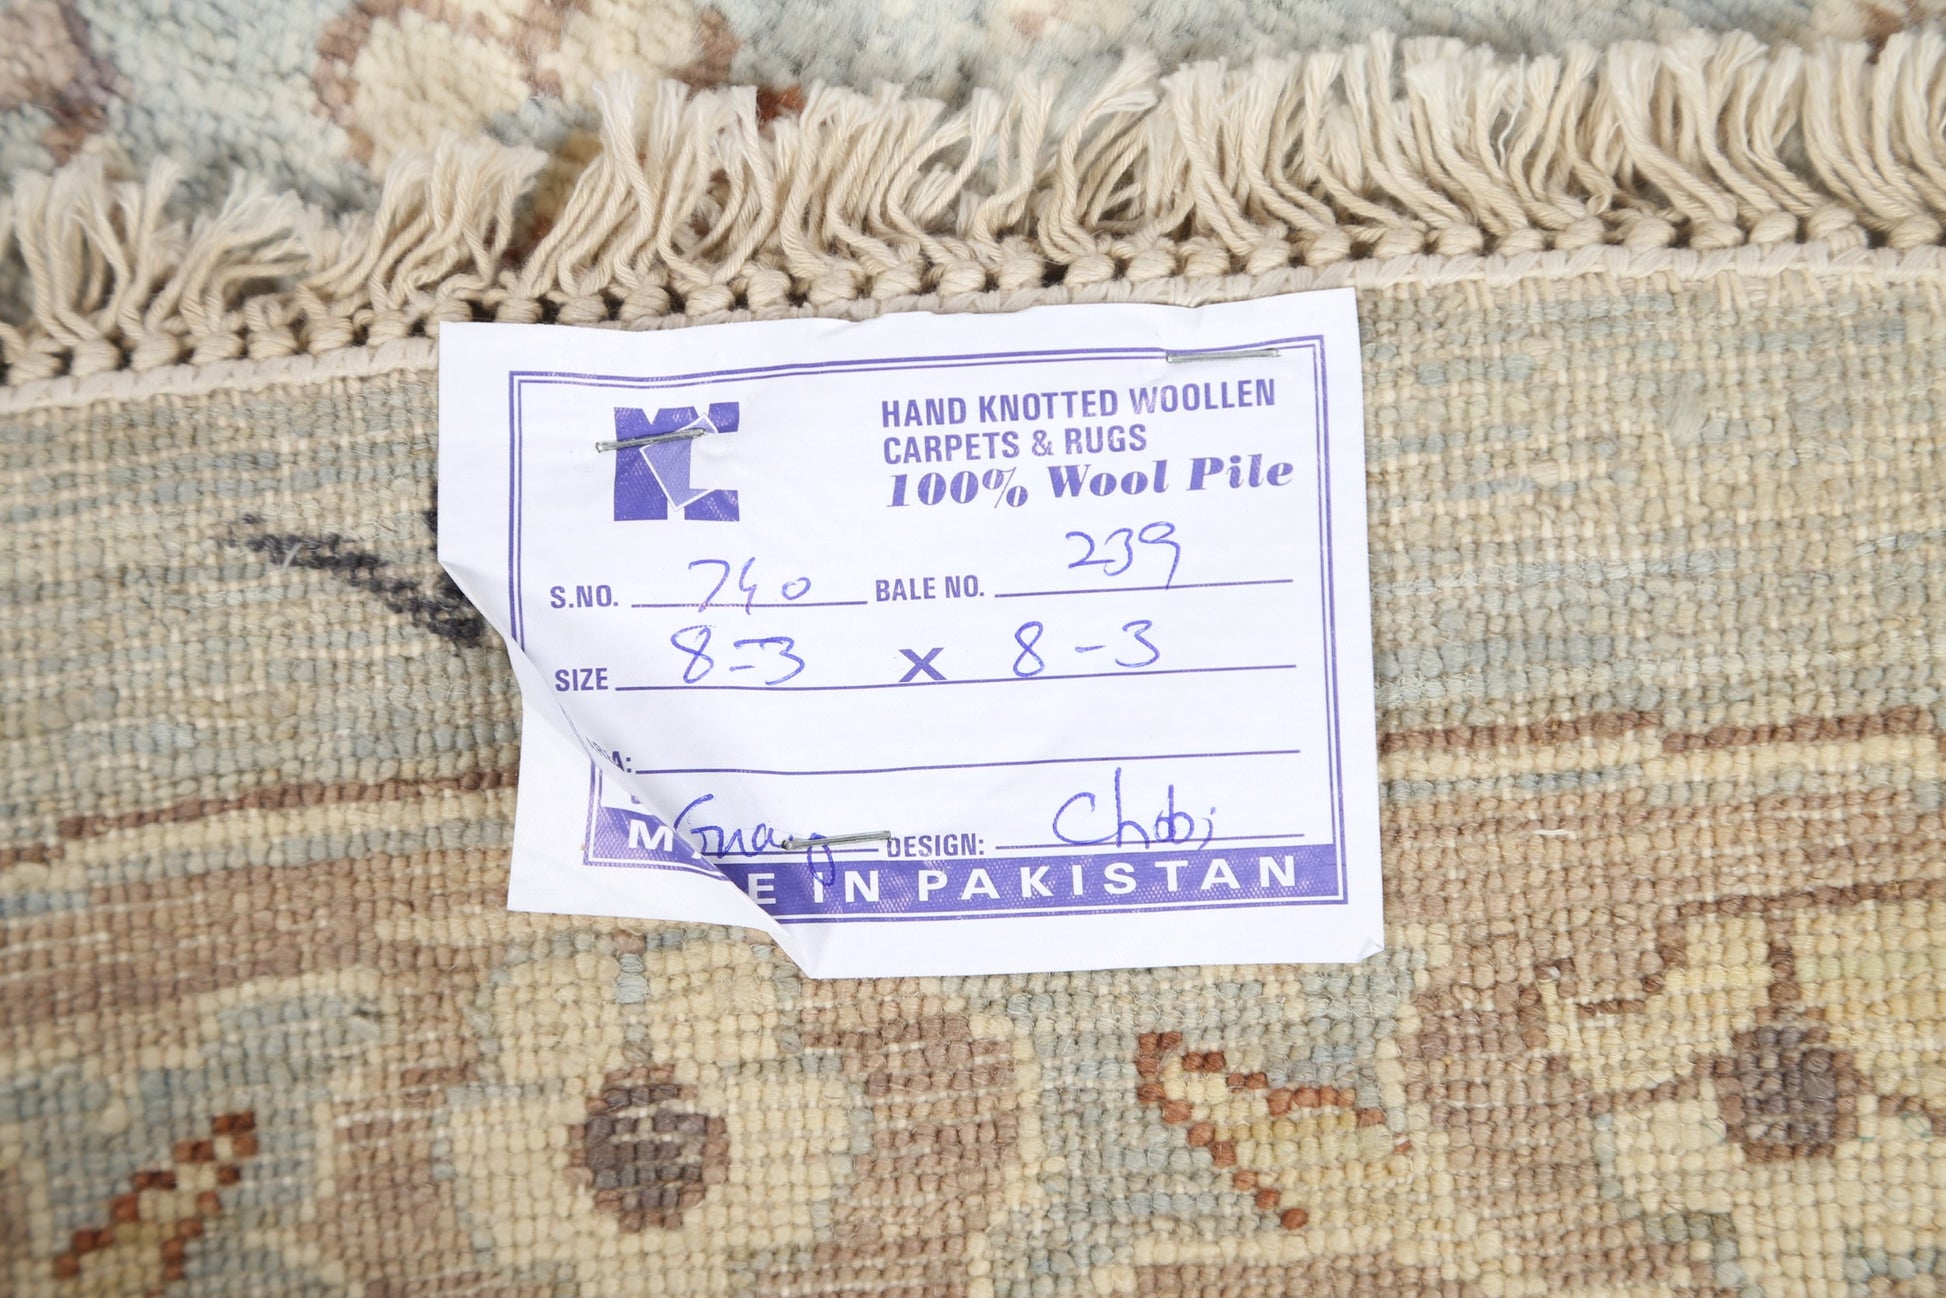 HAND KNOTTED WOOLLEN
CARPETS & RUGS
100% Wool Pile
S.NO. 740 BALE NO. 239
SIZE 8-3 X 8-3
A:
DESIGN: Chobi
IN PAKISTAN